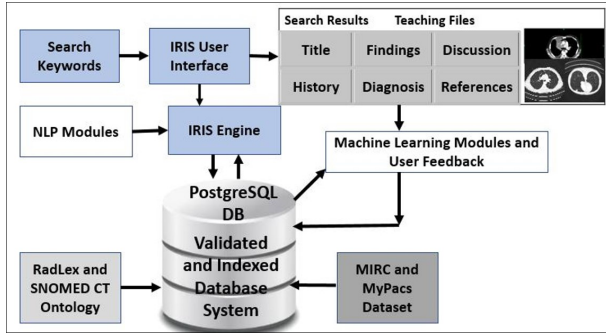 Search Results Teaching Files
Search
Keywords
IRIS User
Interface
Title Findings Discussion
History Diagnosis References
NLP Modules
IRIS Engine
Machine Learning Modules and
User Feedback
PostgreSQL
DB
Validated
and Indexed
Database
System
RadLex and
SNOMED CT
Ontology
MIRC and
MyPacs
Dataset